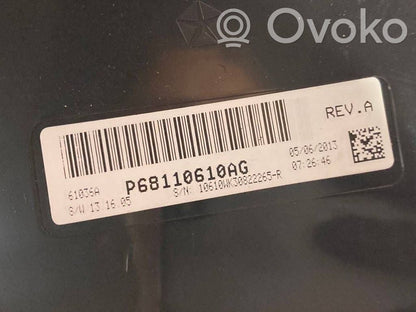 Ovoko
REV.A
61036A
P68110610AG
05/06/2013
S/W 13.16.05
S/N: 10610WK30822265-R
07:26:46